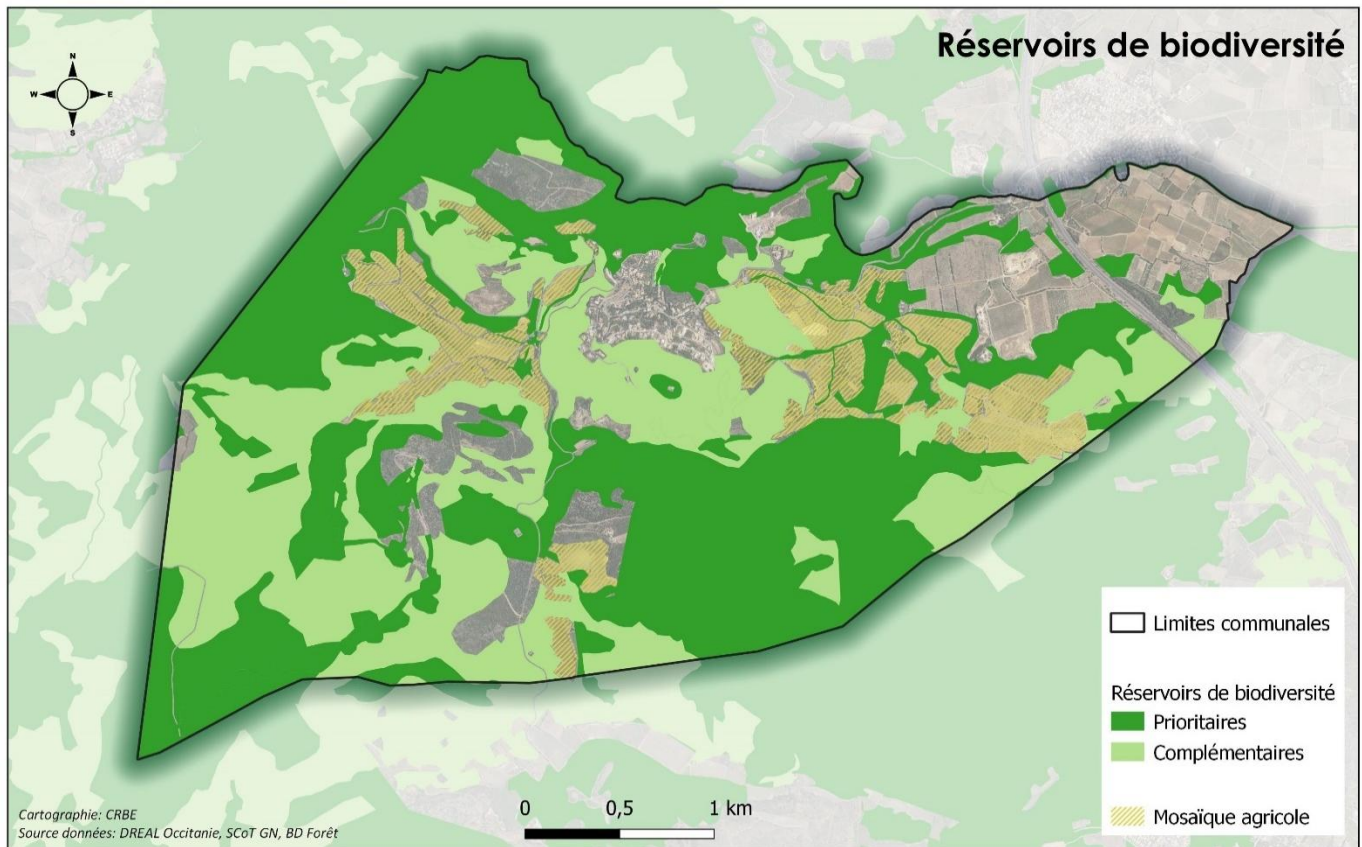 Réservoirs de biodiversité
N
W E
S
Limites communales
Réservoirs de biodiversité
Prioritaires
Complémentaires
Mosaïque agricole
0 0,5 1 km
Cartographie: CRBE
Source données: DREAL Occitanie, SCoT GN, BD Forêt